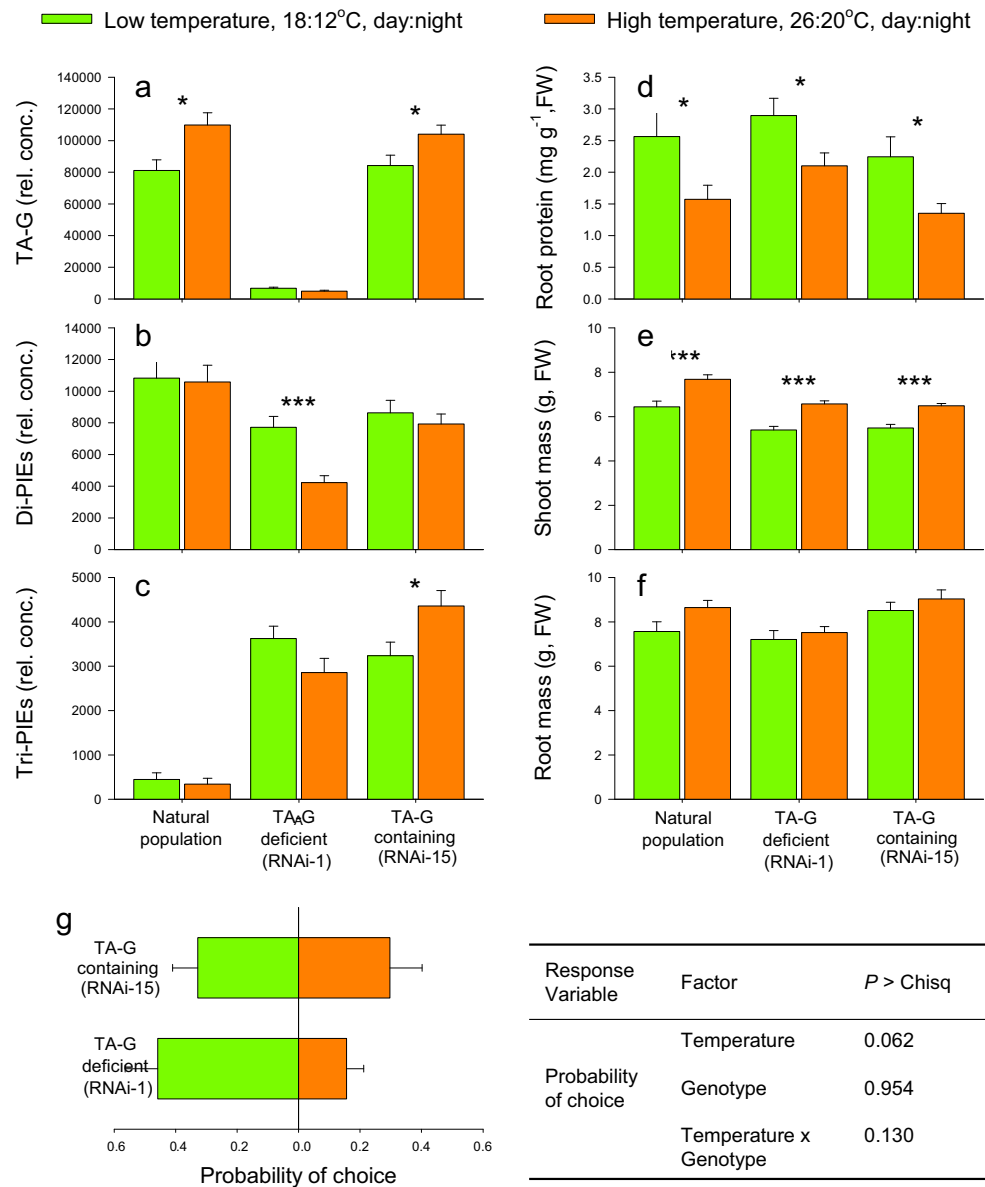 Low temperature, 18:12°C, day:night
High temperature, 26:20°C, day:night
a
TA-G (rel. conc.)
140000
120000
100000
80000
60000
40000
20000
0
*
*
b
Di-PIEs (rel. conc.)
14000
12000
10000
8000
6000
4000
2000
0
***
c
Tri-PIEs (rel. conc.)
5000
4000
3000
2000
1000
0
*
Natural
population
TA-G
deficient
(RNAi-1)
TA-G
containing
(RNAi-15)
d
Root protein (mg g⁻¹,FW)
3.5
3.0
2.5
2.0
1.5
1.0
0.5
0.0
*
*
*
e
Shoot mass (g, FW)
10
8
6
4
2
0
***
***
***
f
Root mass (g, FW)
10
8
6
4
2
0
Natural
population
TA-G
deficient
(RNAi-1)
TA-G
containing
(RNAi-15)
g
TA-G
containing
(RNAi-15)
TA-G
deficient
(RNAi-1)
0.6 0.4 0.2 0.0 0.2 0.4 0.6
Probability of choice
Response
Variable
Factor
P > Chisq
Probability
of choice
Temperature 0.062
Genotype 0.954
Temperature x
Genotype
0.130